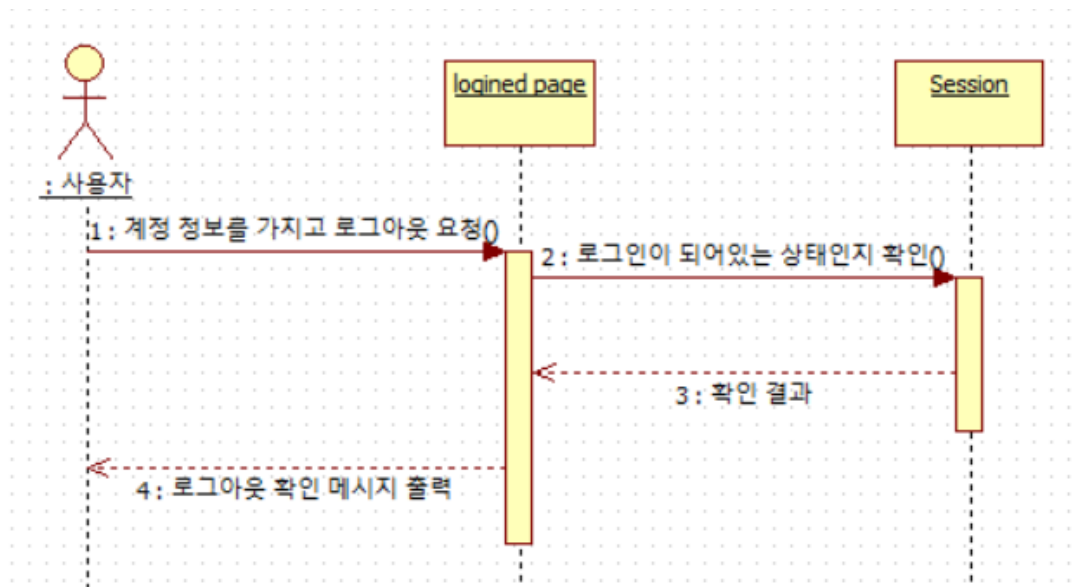 logined page
Session
: 사용자
1: 계정 정보를 가지고 로그아웃 요청()
2: 로그인이 되어있는 상태인지 확인()
3: 확인 결과
4: 로그아웃 확인 메시지 출력